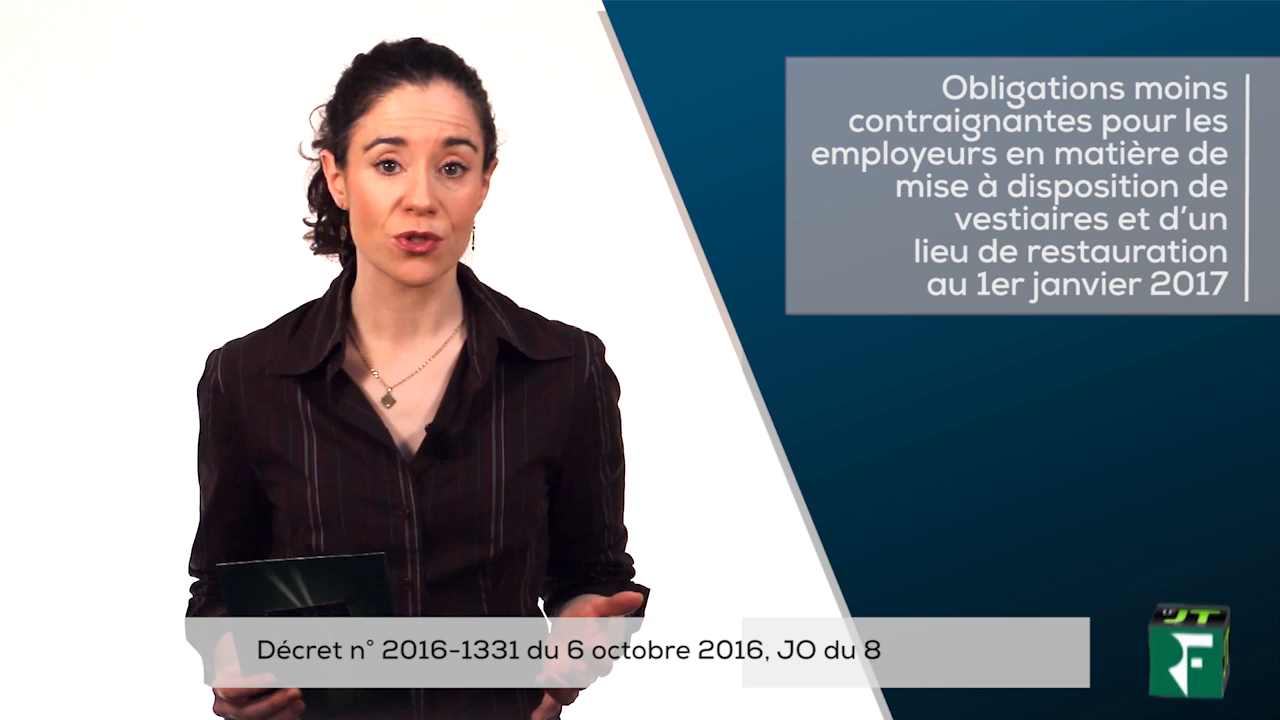 Obligations moins
contraignantes pour les
employeurs en matière de
mise à disposition de
vestiaires et d’un
lieu de restauration
au 1er janvier 2017
Décret n° 2016-1331 du 6 octobre 2016, JO du 8
LE JT
RF